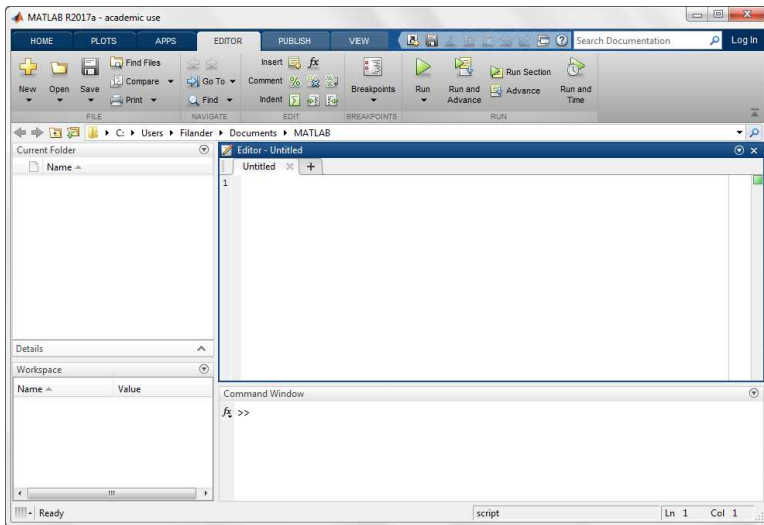 MATLAB R2017a - academic use
HOME PLOTS APPS EDITOR PUBLISH VIEW Search Documentation Log In
New Open Save Find Files Compare Print
FILE
Go To Find
NAVIGATE
Insert fx
Comment %
Indent
EDIT
Breakpoints
BREAKPOINTS
Run Run and Advance Run Section Advance Run and Time
RUN
C: Users Filander Documents MATLAB
Current Folder
Name
Details
Workspace
Name Value
Editor - Untitled
Untitled +
1
Command Window
fx >>
Ready script Ln 1 Col 1